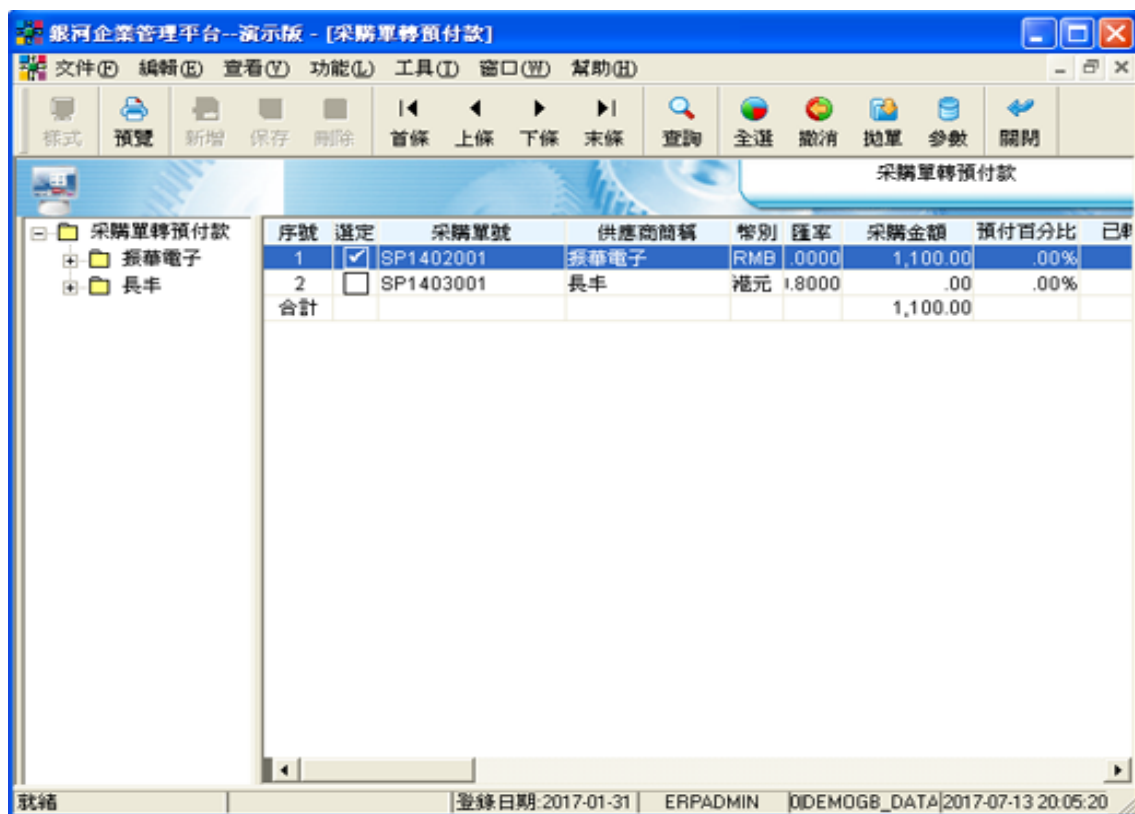 銀河企業管理平台--演示版 - [采購單轉預付款]
交件(F) 編輯(E) 查看(V) 功能(L) 工具(T) 窗口(W) 幫助(H)
樣式 預覽 新增 保存 刪除 首條 上條 下條 末條 查詢 全選 撤消 拋單 參數 關閉
采購單轉預付款
采購單轉預付款
振華電子
長丰
序號 選定 采購單號 供應商簡稱 幣別 匯率 采購金額 預付百分比 已轉
1 SP1402001 振華電子 RMB .0000 1,100.00 .00%
2 SP1403001 長丰 港元 .8000 .00 .00%
合計 1,100.00
就緒 登錄日期:2017-01-31 ERPADMIN 0|DEMOGB_DATA 2017-07-13 20:05:20